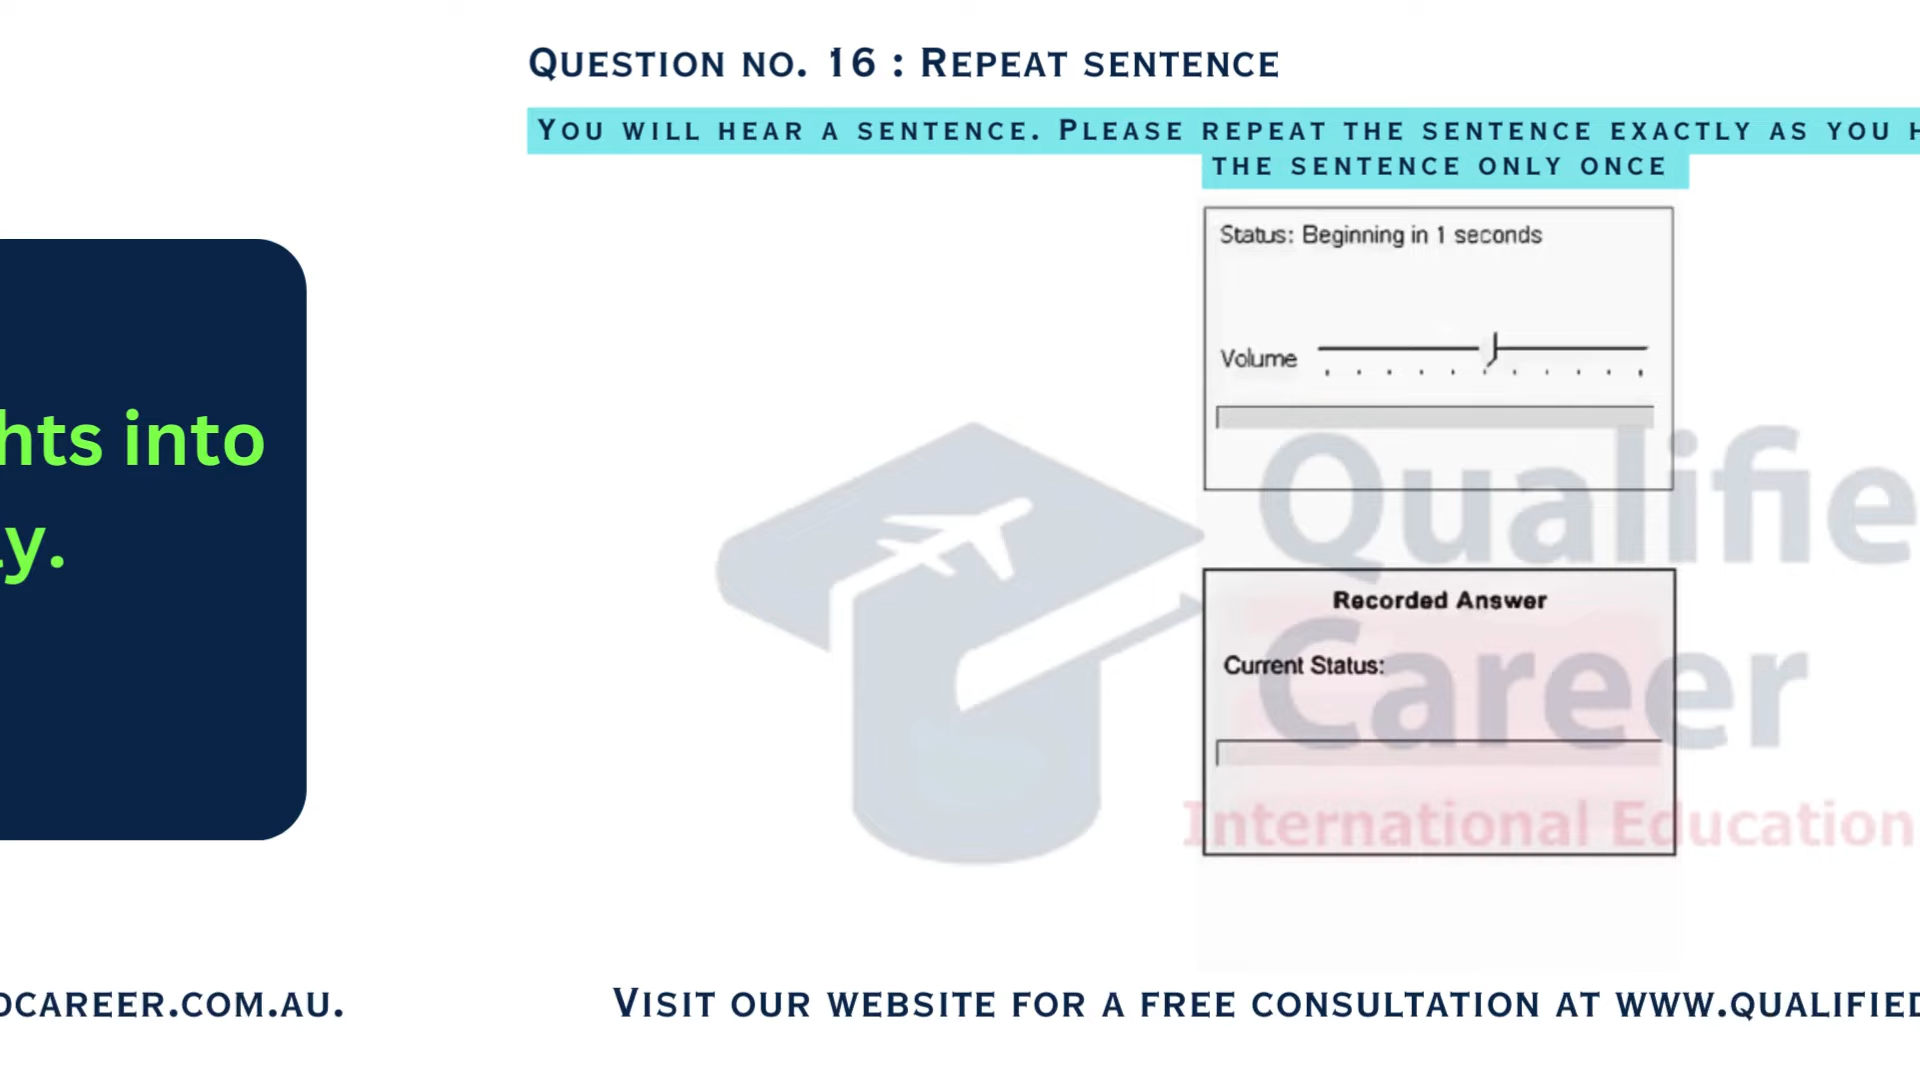 Question no. 16 : Repeat sentence
You will hear a sentence. Please repeat the sentence exactly as you
the sentence only once
Status: Beginning in 1 seconds
Volume
hts into
y.
Qualifie
Career
International Education
Recorded Answer
Current Status:
dcareer.com.au.
Visit our website for a free consultation at www.qualified